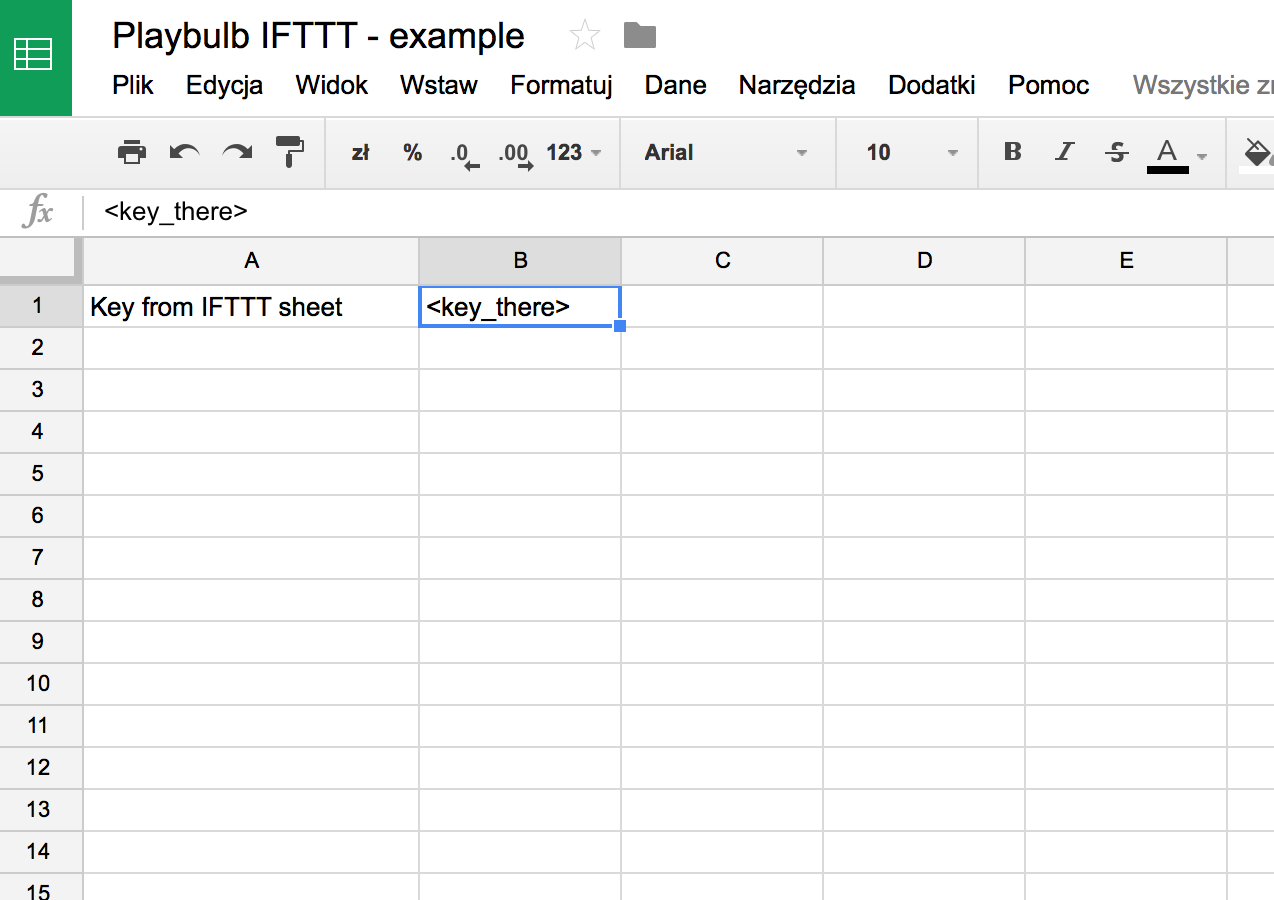 Playbulb IFTTT - example
Plik Edycja Widok Wstaw Formatuj Dane Narzędzia Dodatki Pomoc Wszystkie
zł % .0 .00 123 Arial 10 B I S A
fx <key_there>
A B C D E
1 Key from IFTTT sheet <key_there>
2
3
4
5
6
7
8
9
10
11
12
13
14
15